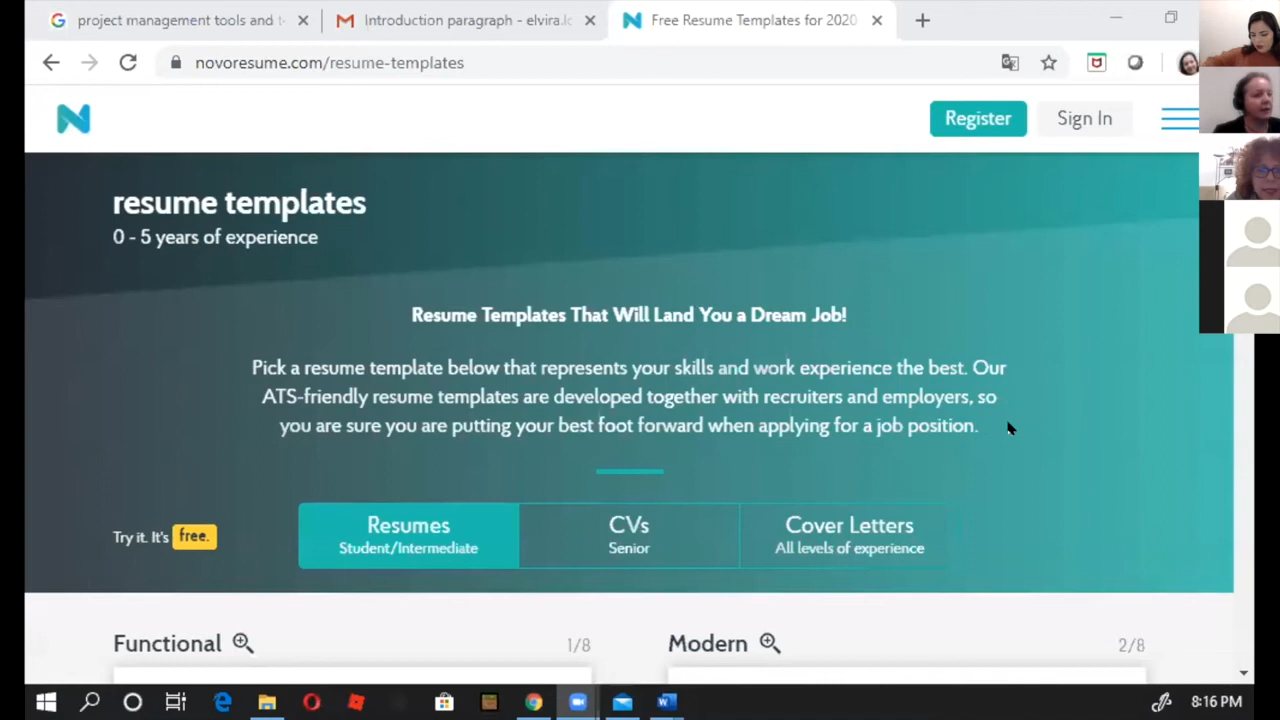 project management tools and t
Introduction paragraph - elvira.lo
Free Resume Templates for 2020
novoresume.com/resume-templates
Register
Sign In
resume templates
0 - 5 years of experience
Resume Templates That Will Land You a Dream Job!
Pick a resume template below that represents your skills and work experience the best. Our
ATS-friendly resume templates are developed together with recruiters and employers, so
you are sure you are putting your best foot forward when applying for a job position.
Try it. It's free.
Resumes
Student/Intermediate
CVs
Senior
Cover Letters
All levels of experience
Functional
1/8
Modern
2/8
8:16 PM